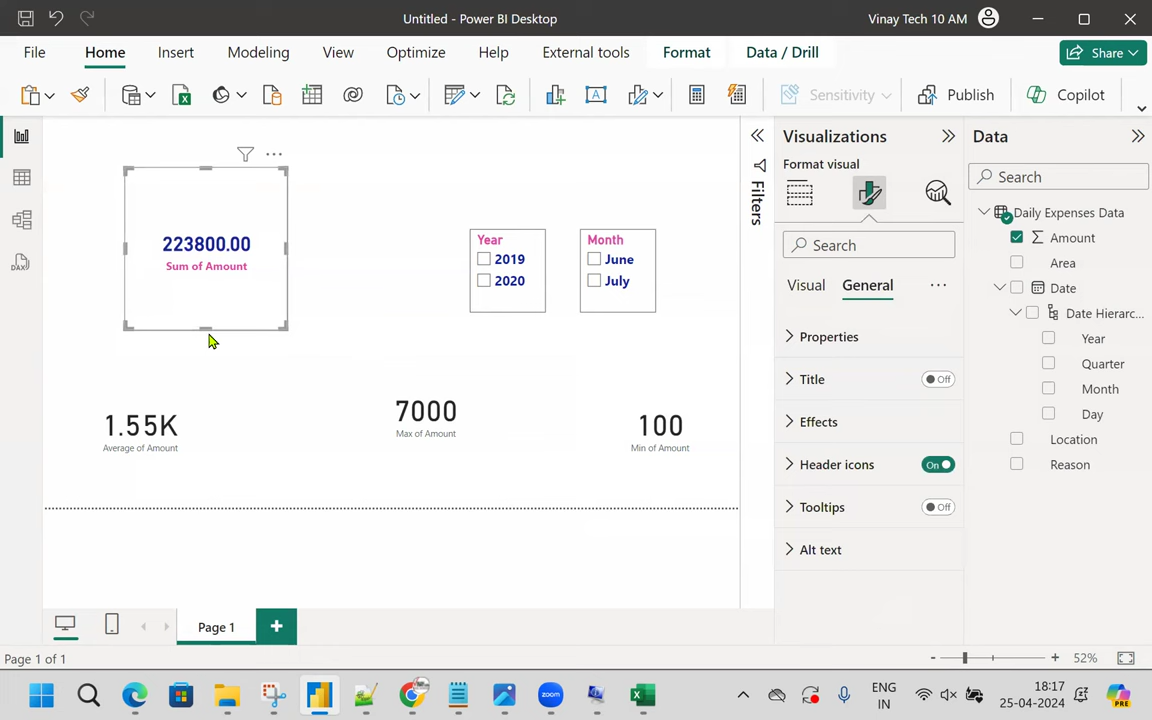 Untitled - Power BI Desktop
Vinay Tech 10 AM
File
Home
Insert
Modeling
View
Optimize
Help
External tools
Format
Data / Drill
Share
Sensitivity
Publish
Copilot
223800.00
Sum of Amount
Year
2019
2020
Month
June
July
1.55K
Average of Amount
7000
Max of Amount
100
Min of Amount
Filters
Visualizations
Format visual
Search
Visual
General
Properties
Title
Off
Effects
Header icons
On
Tooltips
Off
Alt text
Data
Search
Daily Expenses Data
Amount
Area
Date
Date Hierarc...
Year
Quarter
Month
Day
Location
Reason
DAX
Page 1
Page 1 of 1
- + 52%
zoom
ENG
IN
18:17
25-04-2024
PRE